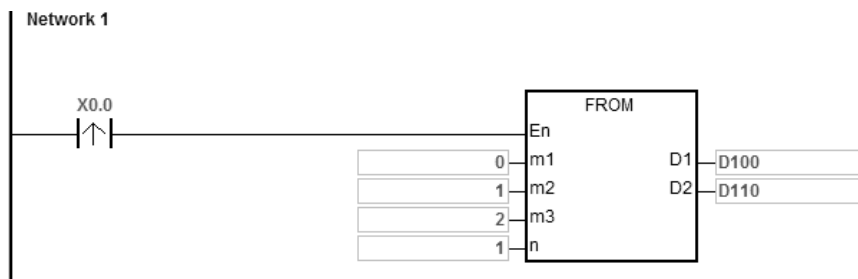 Network 1
X0.0
FROM
En
0 m1 D1 D100
1 m2 D2 D110
2 m3
1 n